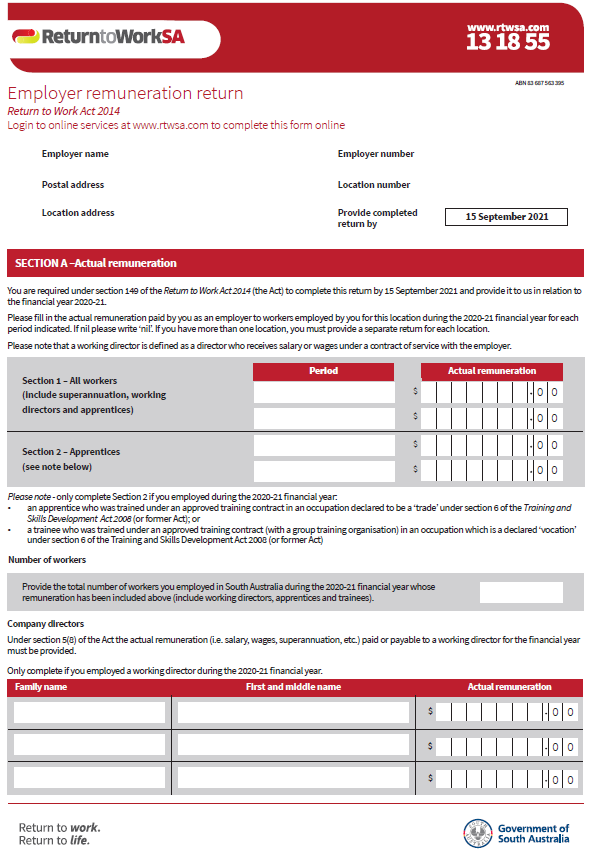 ReturntoWorkSA
www.rtwsa.com
13 18 55
ABN 83 687 563 395
Employer remuneration return
Return to Work Act 2014
Login to online services at www.rtwsa.com to complete this form online
Employer name
Employer number
Postal address
Location number
Location address
Provide completed return by
15 September 2021
SECTION A –Actual remuneration
You are required under section 149 of the Return to Work Act 2014 (the Act) to complete this return by 15 September 2021 and provide it to us in relation to
the financial year 2020-21.
Please fill in the actual remuneration paid by you as an employer to workers employed by you for this location during the 2020-21 financial year for each
period indicated. If nil please write ‘nil’. If you have more than one location, you must provide a separate return for each location.
Please note that a working director is defined as a director who receives salary or wages under a contract of service with the employer.
Period
Actual remuneration
Section 1 – All workers
(include superannuation, working
directors and apprentices)
$ .00
$ .00
Section 2 – Apprentices
(see note below)
$ .00
$ .00
Please note - only complete Section 2 if you employed during the 2020-21 financial year:
• an apprentice who was trained under an approved training contract in an occupation declared to be a ‘trade’ under section 6 of the Training and
Skills Development Act 2008 (or former Act); or
• a trainee who was trained under an approved training contract (with a group training organisation) in an occupation which is a declared ‘vocation’
under section 6 of the Training and Skills Development Act 2008 (or former Act)
Number of workers
Provide the total number of workers you employed in South Australia during the 2020-21 financial year whose
remuneration has been included above (include working directors, apprentices and trainees).
Company directors
Under section 5(8) of the Act the actual remuneration (i.e. salary, wages, superannuation, etc.) paid or payable to a working director for the financial year
must be provided.
Only complete if you employed a working director during the 2020-21 financial year.
Family name
First and middle name
Actual remuneration
$ .00
$ .00
$ .00
Return to work.
Return to life.
Government of
South Australia